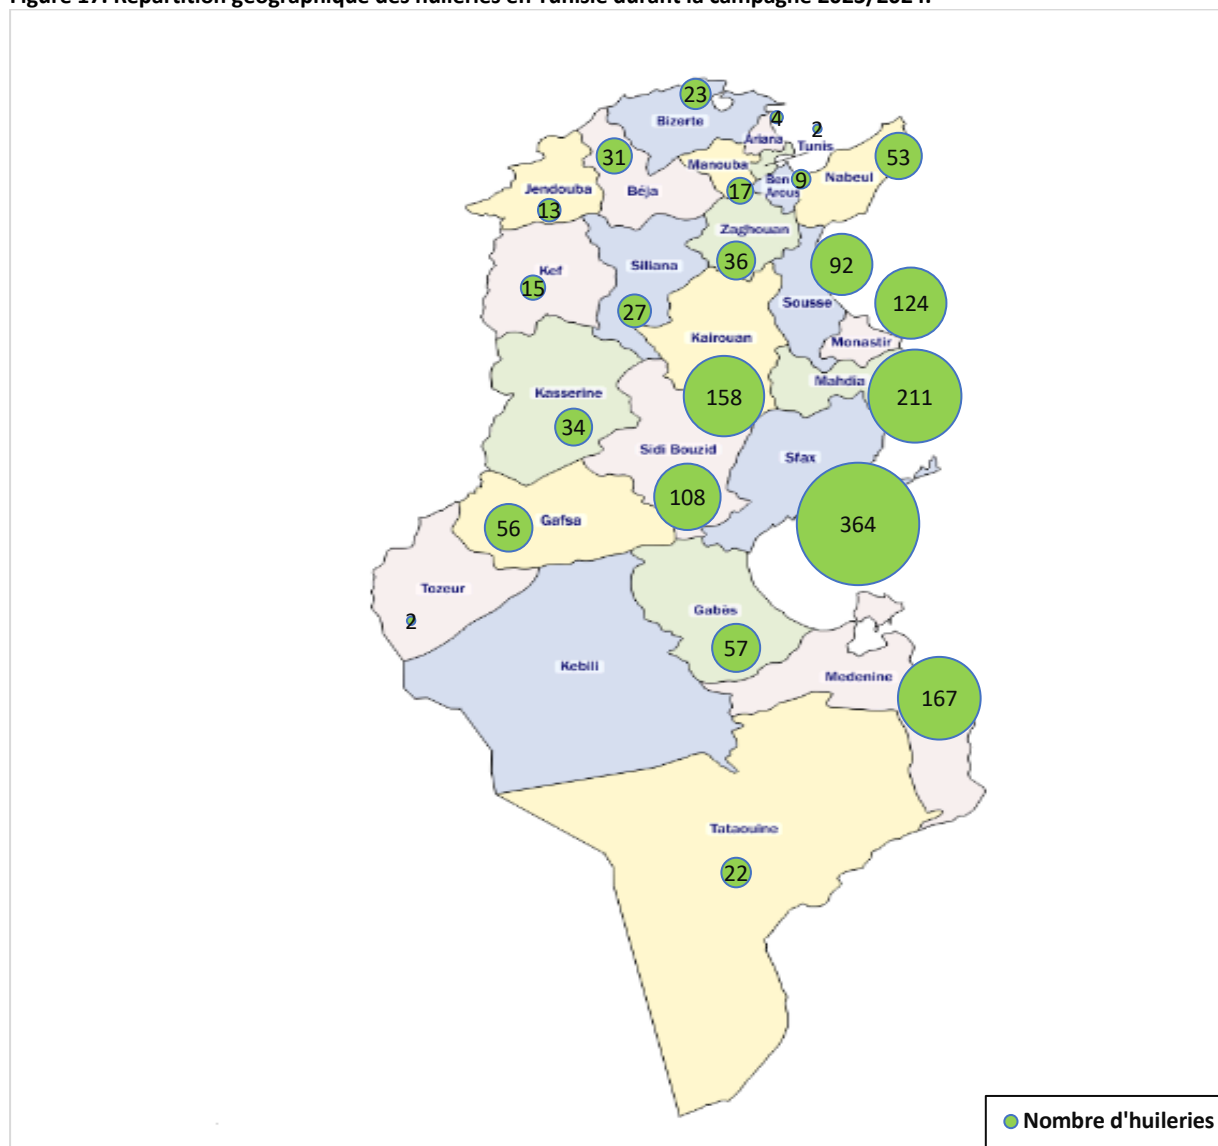 Figure 17. Répartition géographique des huileries en Tunisie durant la campagne 2023/2024.
23
Bizerte
4
Ariana
2
Tunis
31
Béja
Manouba
17
Ben
Arous
9
Nabeul
53
Jendouba
13
Zaghouan
36
Kef
15
Siliana
27
92
Sousse
124
Monastir
Kairouan
158
Mahdia
211
Kasserine
34
Sidi Bouzid
108
Sfax
364
56
Gafsa
Tozeur
2
Gabès
57
Kebili
Medenine
167
Tataouine
22
Nombre d'huileries